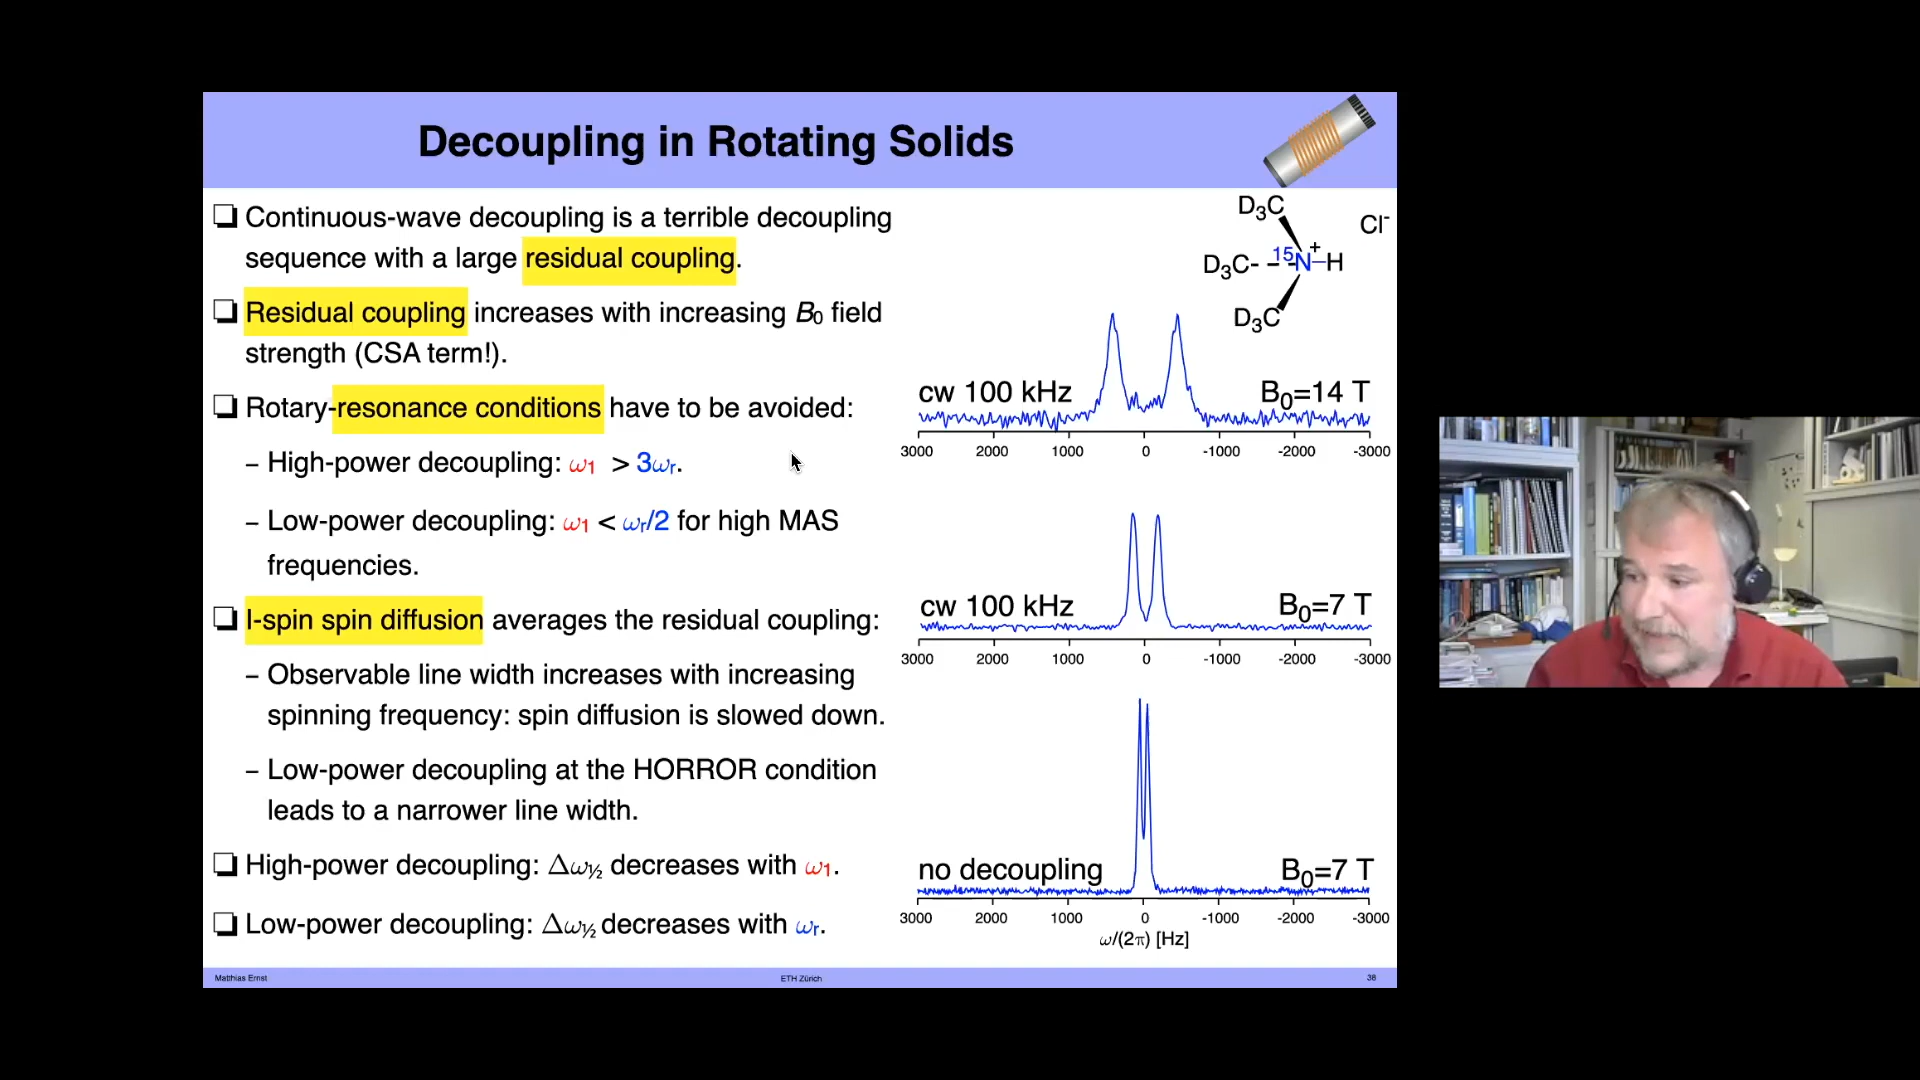 Decoupling in Rotating Solids
❏ Continuous-wave decoupling is a terrible decoupling
sequence with a large residual coupling.
❏ Residual coupling increases with increasing B0 field
strength (CSA term!).
❏ Rotary-resonance conditions have to be avoided:
– High-power decoupling: ω1 > 3ωr.
– Low-power decoupling: ω1 < ωr/2 for high MAS
frequencies.
❏ I-spin spin diffusion averages the residual coupling:
– Observable line width increases with increasing
spinning frequency: spin diffusion is slowed down.
– Low-power decoupling at the HORROR condition
leads to a narrower line width.
❏ High-power decoupling: Δω½ decreases with ω1.
❏ Low-power decoupling: Δω½ decreases with ωr.
D3C
Cl-
D3C- - -15N+–H
D3C
cw 100 kHz B0=14 T
3000 2000 1000 0 -1000 -2000 -3000
cw 100 kHz B0=7 T
3000 2000 1000 0 -1000 -2000 -3000
no decoupling B0=7 T
3000 2000 1000 0 -1000 -2000 -3000
ω/(2π) [Hz]
Matthias Ernst ETH Zürich 38